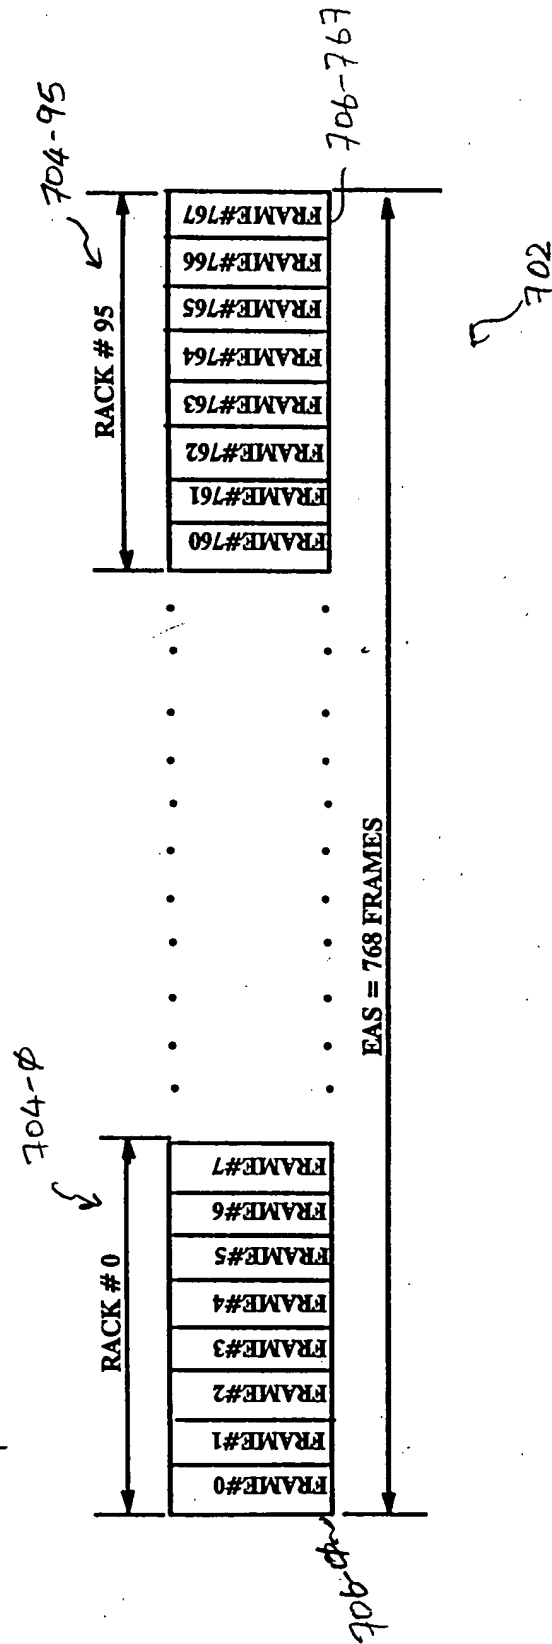 704-0
704-95
RACK # 0
RACK # 95
FRAME#0
FRAME#1
FRAME#2
FRAME#3
FRAME#4
FRAME#5
FRAME#6
FRAME#7
FRAME#760
FRAME#761
FRAME#762
FRAME#763
FRAME#764
FRAME#765
FRAME#766
FRAME#767
706-0
706-767
EAS = 768 FRAMES
702